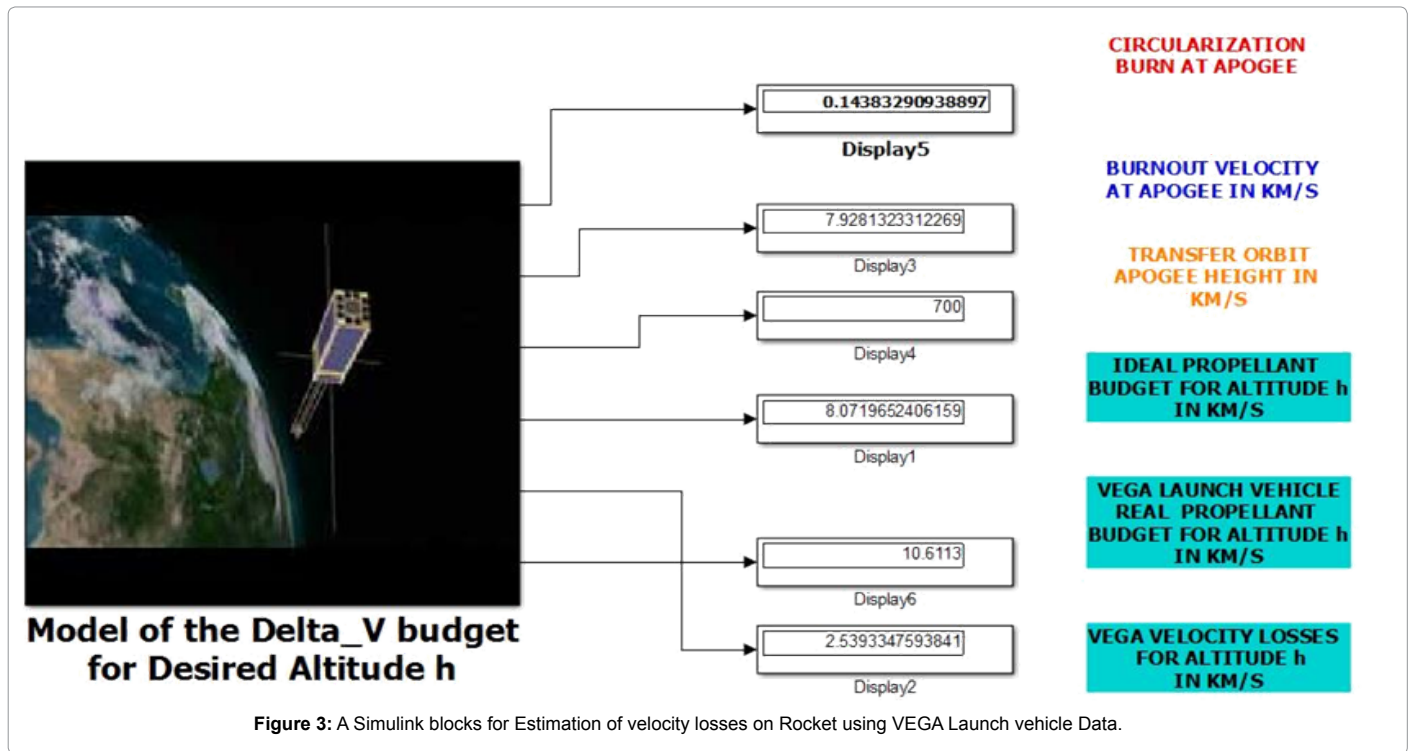 CIRCULARIZATION
BURN AT APOGEE
0.14383290938897
Display5
BURNOUT VELOCITY
AT APOGEE IN KM/S
7.9281323312269
Display3
TRANSFER ORBIT
APOGEE HEIGHT IN
KM/S
700
Display4
IDEAL PROPELLANT
BUDGET FOR ALTITUDE h
IN KM/S
8.0719652406159
Display1
VEGA LAUNCH VEHICLE
REAL PROPELLANT
BUDGET FOR ALTITUDE h
IN KM/S
10.6113
Display6
VEGA VELOCITY LOSSES
FOR ALTITUDE h
IN KM/S
2.5393347593841
Display2
Model of the Delta_V budget
for Desired Altitude h
Figure 3: A Simulink blocks for Estimation of velocity losses on Rocket using VEGA Launch vehicle Data.